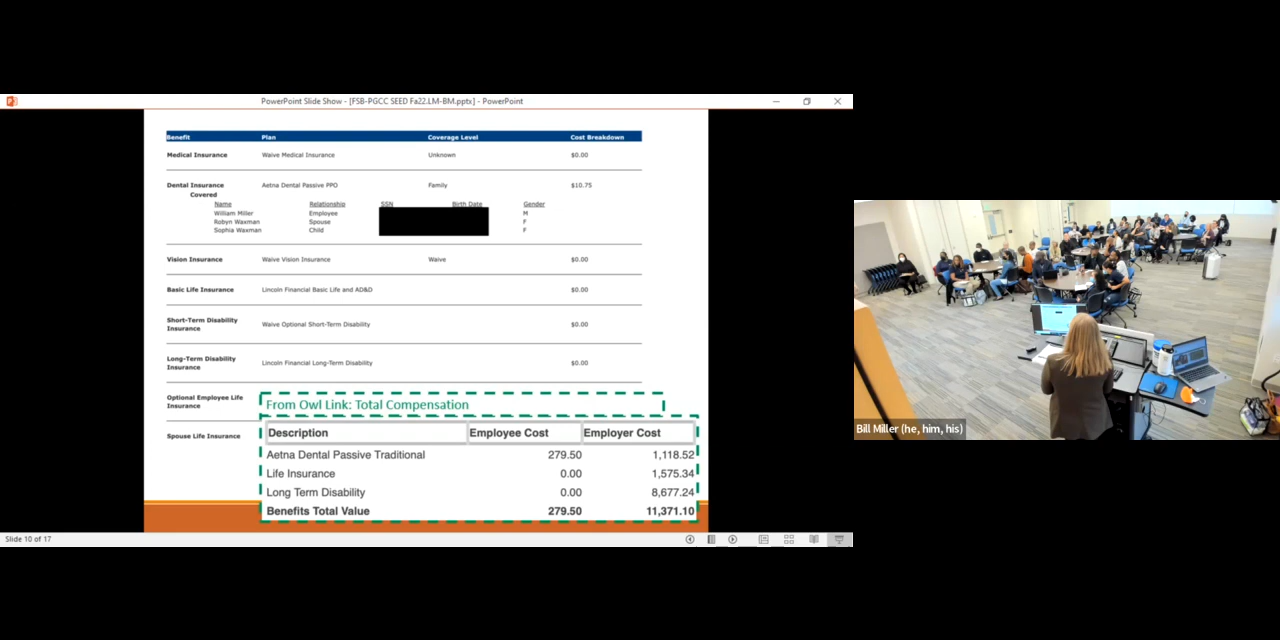 PowerPoint Slide Show - [FSB-PGCC SEED Fa22.LM-BM.pptx] - PowerPoint
Benefit Plan Coverage Level Cost Breakdown
Medical Insurance Waive Medical Insurance Unknown $0.00
Dental Insurance Aetna Dental Passive PPO Family $10.75
Covered
Name Relationship SSN Birth Date Gender
William Miller Employee M
Robyn Waxman Spouse F
Sophia Waxman Child F
Vision Insurance Waive Vision Insurance Waive $0.00
Basic Life Insurance Lincoln Financial Basic Life and AD&D $0.00
Short-Term Disability
Insurance Waive Optional Short-Term Disability $0.00
Long-Term Disability
Insurance Lincoln Financial Long-Term Disability $0.00
Optional Employee Life
Insurance
Spouse Life Insurance
From Owl Link: Total Compensation
Description Employee Cost Employer Cost
Aetna Dental Passive Traditional 279.50 1,118.52
Life Insurance 0.00 1,575.34
Long Term Disability 0.00 8,677.24
Benefits Total Value 279.50 11,371.10
Slide 10 of 17
Bill Miller (he, him, his)